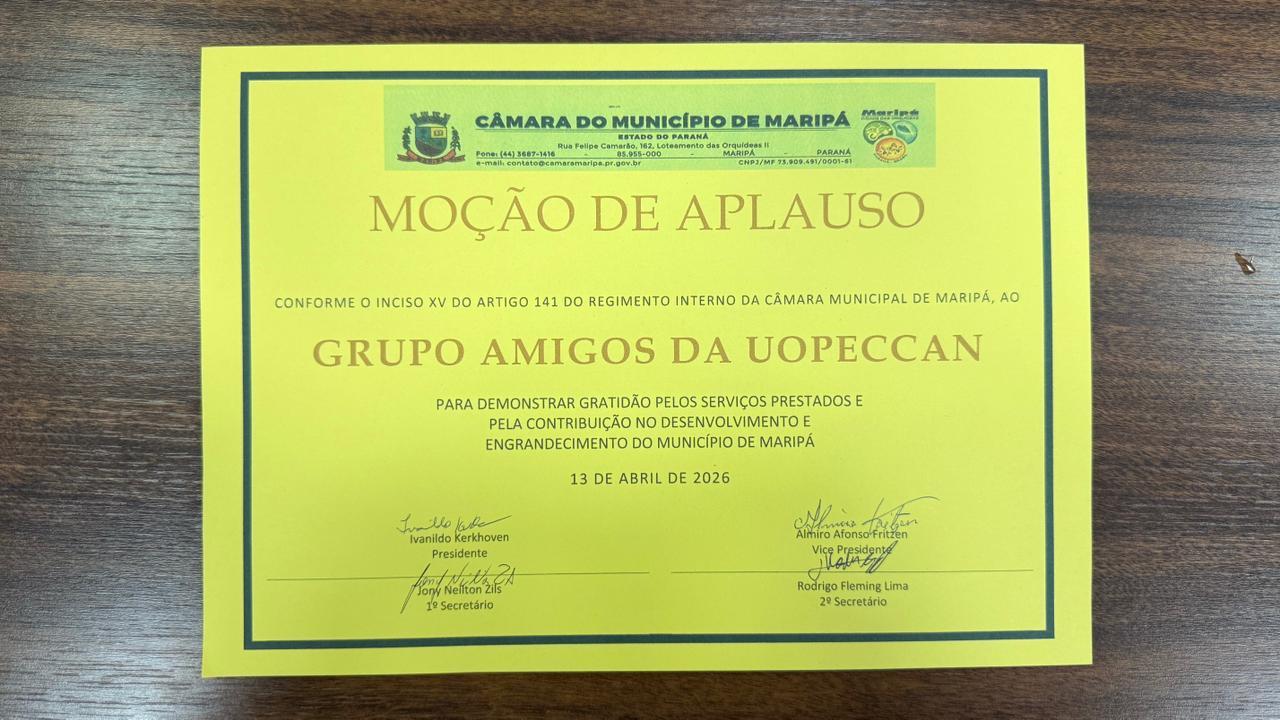 CÂMARA DO MUNICÍPIO DE MARIPÁ
ESTADO DO PARANÁ
Rua Felipe Camarão, 162, Loteamento das Orquídeas II
Fone: (44) 3687-1416 - 85.955-000 - MARIPÁ - PARANÁ
e-mail: contato@camaramaripa.pr.gov.br CNPJ/MF 73.909.491/0001-61
Maripá
MOÇÃO DE APLAUSO
CONFORME O INCISO XV DO ARTIGO 141 DO REGIMENTO INTERNO DA CÂMARA MUNICIPAL DE MARIPÁ, AO
GRUPO AMIGOS DA UOPECCAN
PARA DEMONSTRAR GRATIDÃO PELOS SERVIÇOS PRESTADOS E
PELA CONTRIBUIÇÃO NO DESENVOLVIMENTO E
ENGRANDECIMENTO DO MUNICÍPIO DE MARIPÁ
13 DE ABRIL DE 2026
Ivanildo Kerkhoven
Presidente
Almiro Afonso Fritzen
Vice Presidente
Jony Neilton Zils
1º Secretário
Rodrigo Fleming Lima
2º Secretário